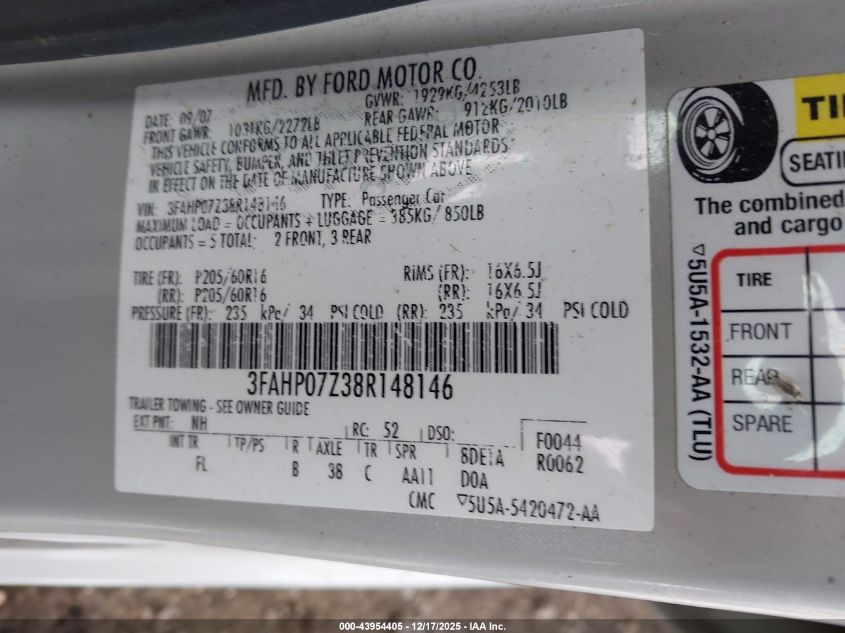 MFD. BY FORD MOTOR CO.
DATE: 09/07
GVWR: 1929KG/4253LB
FRONT GAWR: 1031KG/2272LB
REAR GAWR: 912KG/2010LB
THIS VEHICLE CONFORMS TO ALL APPLICABLE FEDERAL MOTOR
VEHICLE SAFETY, BUMPER, AND THEFT PREVENTION STANDARDS
IN EFFECT ON THE DATE OF MANUFACTURE SHOWN ABOVE
VIN: 3FAHP07Z38R148146 TYPE: Passenger Car
MAXIMUM LOAD = OCCUPANTS + LUGGAGE = 385KG/ 850LB
OCCUPANTS = 5 TOTAL: 2 FRONT, 3 REAR
TIRE (FR): P205/60R16 RIMS (FR): 16X6.5J
(RR): P205/60R16 (RR): 16X6.5J
PRESSURE (FR): 235 kPa/ 34 PSI COLD (RR): 235 kPa/ 34 PSI COLD
3FAHP07Z38R148146
TRAILER TOWING - SEE OWNER GUIDE
EXT PNT: NH RC: 52 DSO: F0044
INT TR TP/PS R AXLE TR SPR 8DE1A R0062
FL B 38 C AA11 D0A
CMC ▽5U5A-5420472-AA
TI
SEATI
The combined
and cargo
TIRE
FRONT
REAR
SPARE
▽5U5A-1532-AA (TLU)
000-43954405 - 12/17/2025 - IAA Inc.